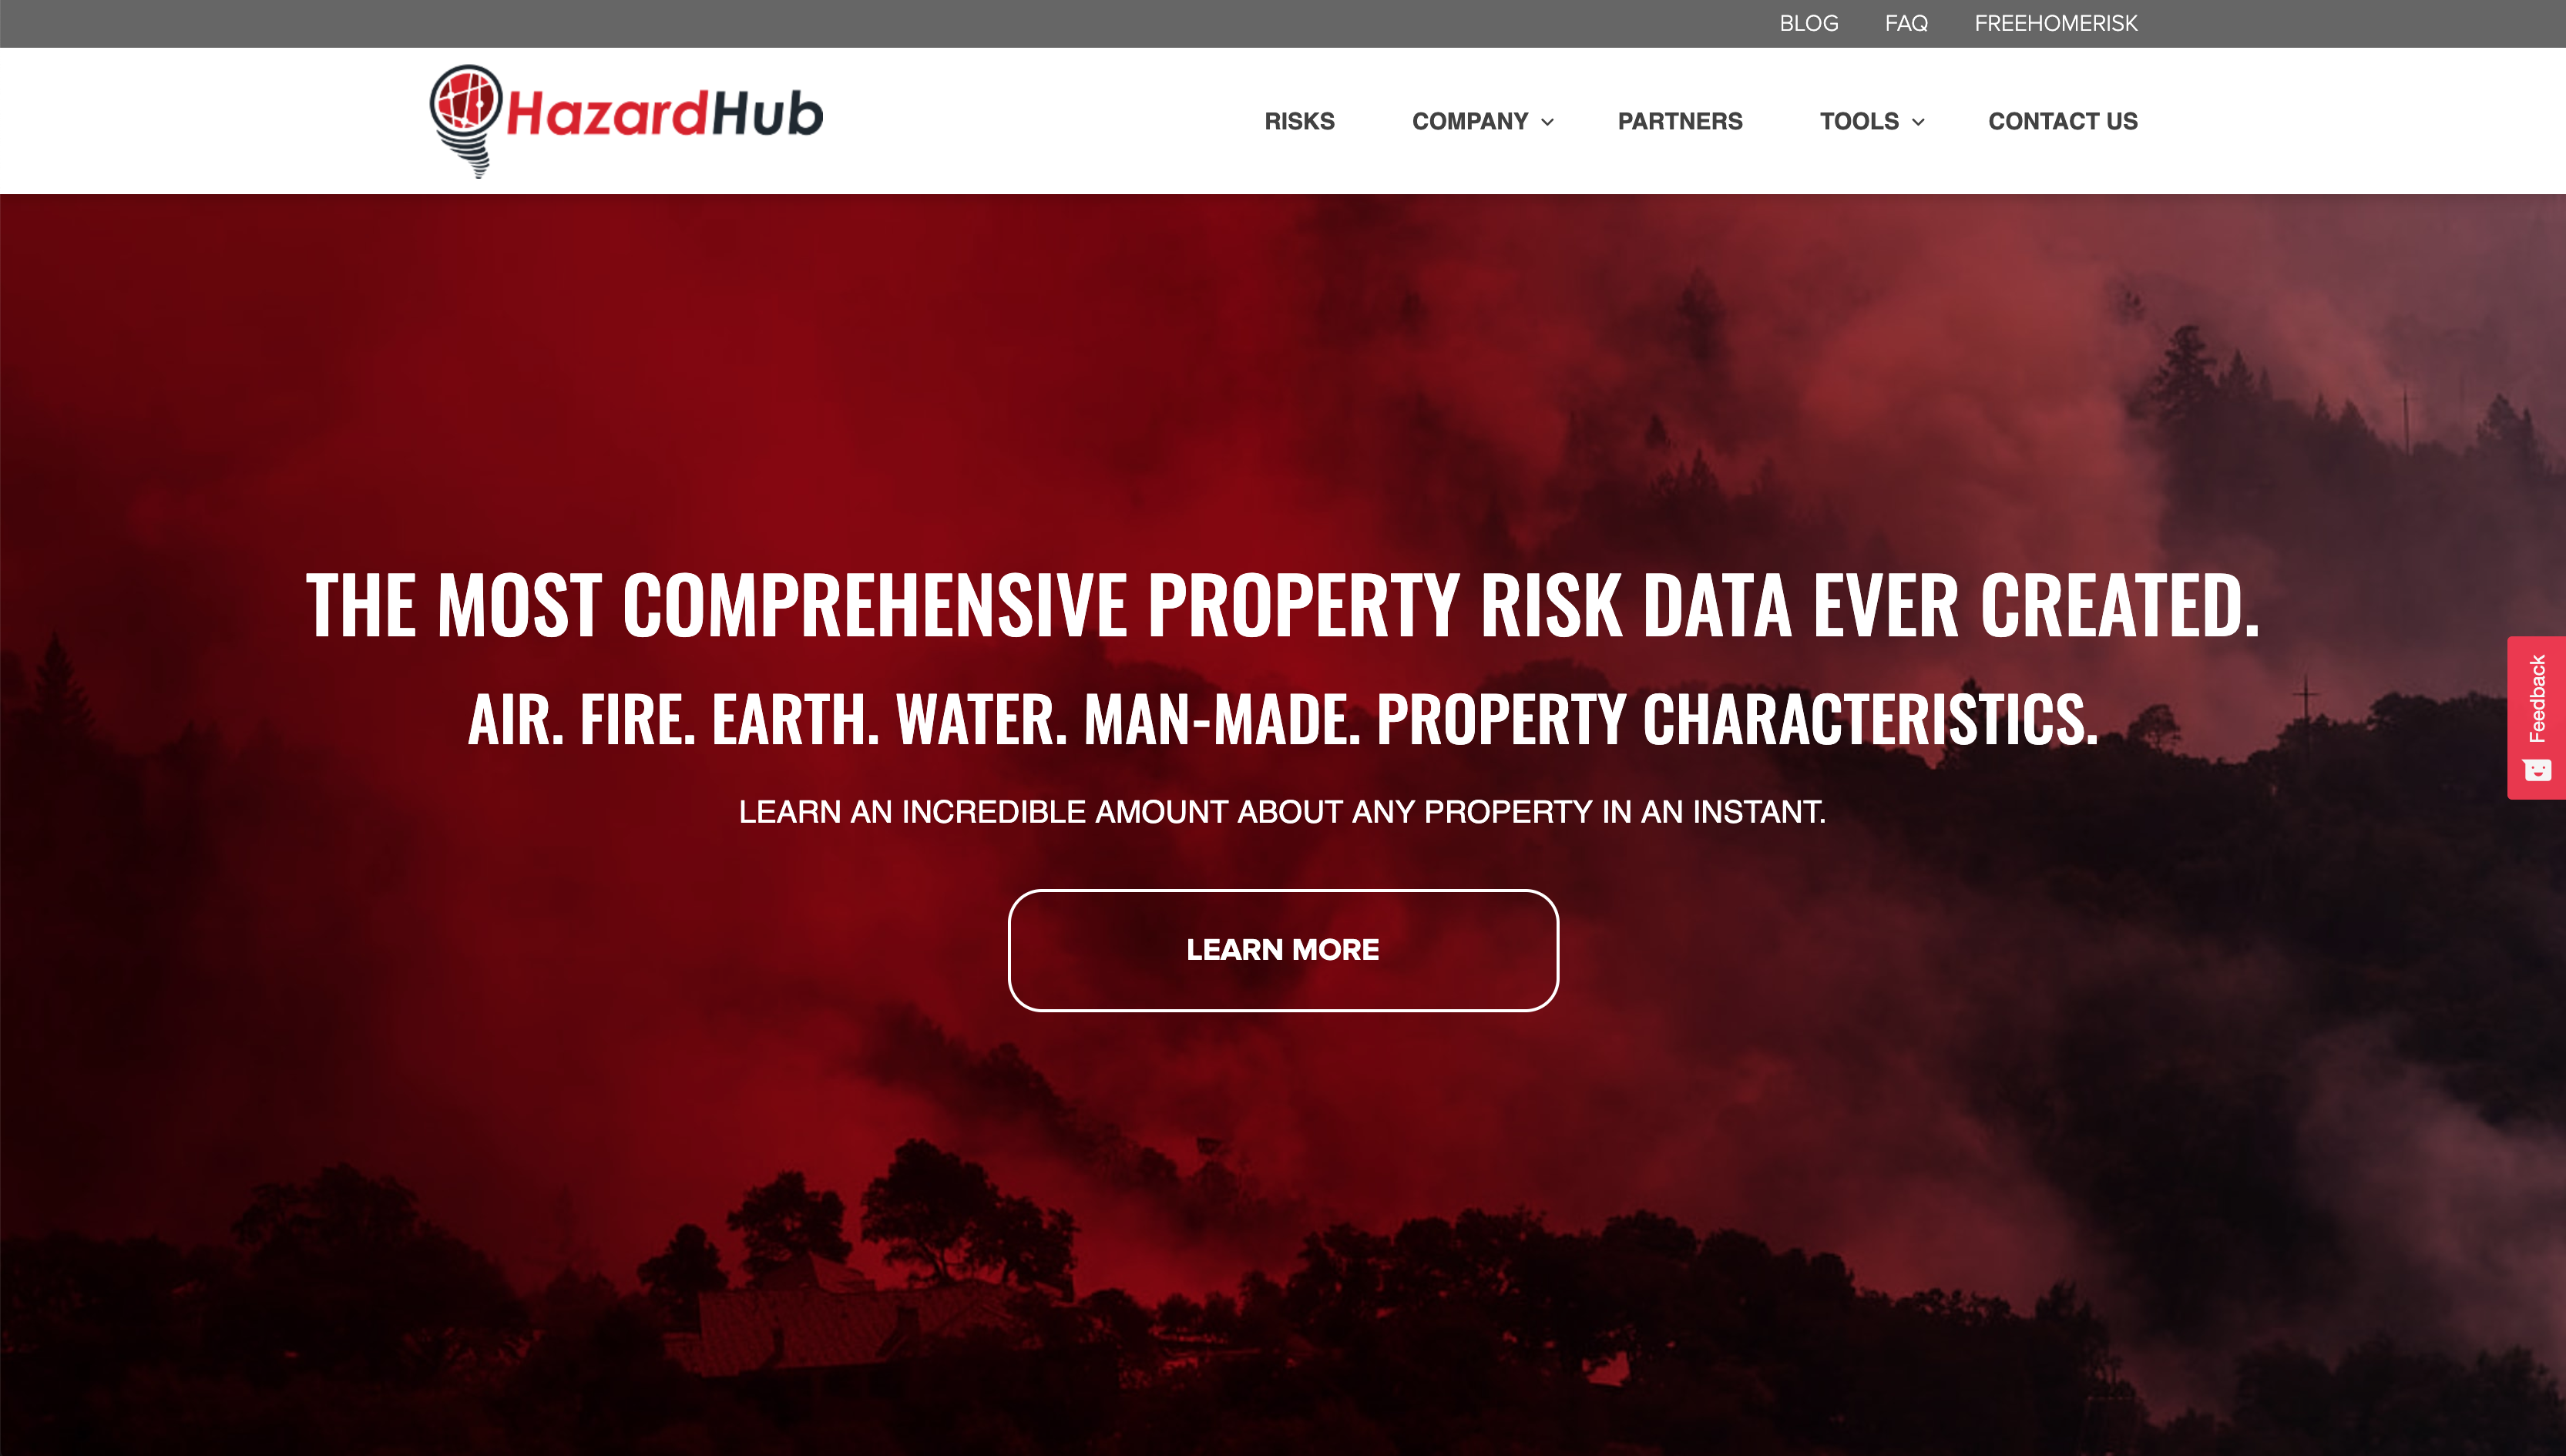 BLOG FAQ FREEHOMERISK
HazardHub
RISKS COMPANY PARTNERS TOOLS CONTACT US
THE MOST COMPREHENSIVE PROPERTY RISK DATA EVER CREATED.
AIR. FIRE. EARTH. WATER. MAN-MADE. PROPERTY CHARACTERISTICS.
LEARN AN INCREDIBLE AMOUNT ABOUT ANY PROPERTY IN AN INSTANT.
LEARN MORE
Feedback